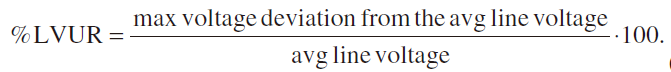 %LVUR = max voltage deviation from the avg line voltage / avg line voltage · 100.